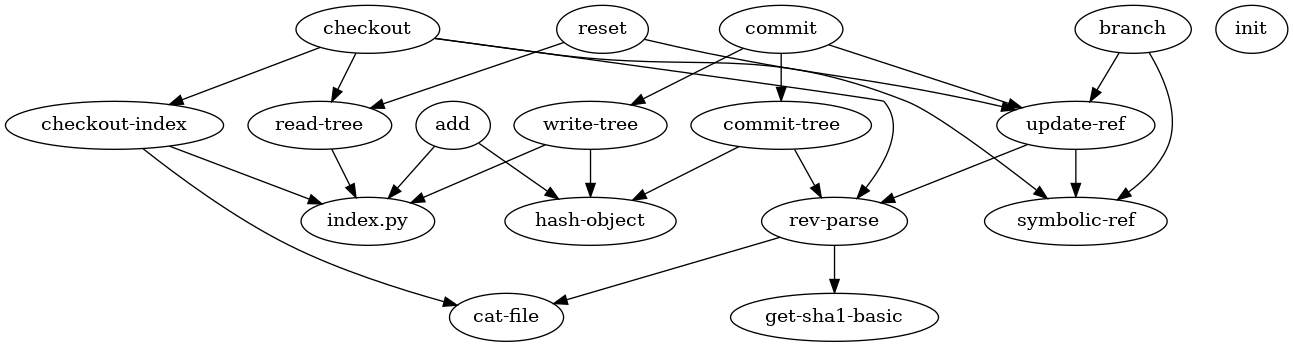 checkout
reset
commit
branch
init
checkout-index
read-tree
add
write-tree
commit-tree
update-ref
index.py
hash-object
rev-parse
symbolic-ref
cat-file
get-sha1-basic